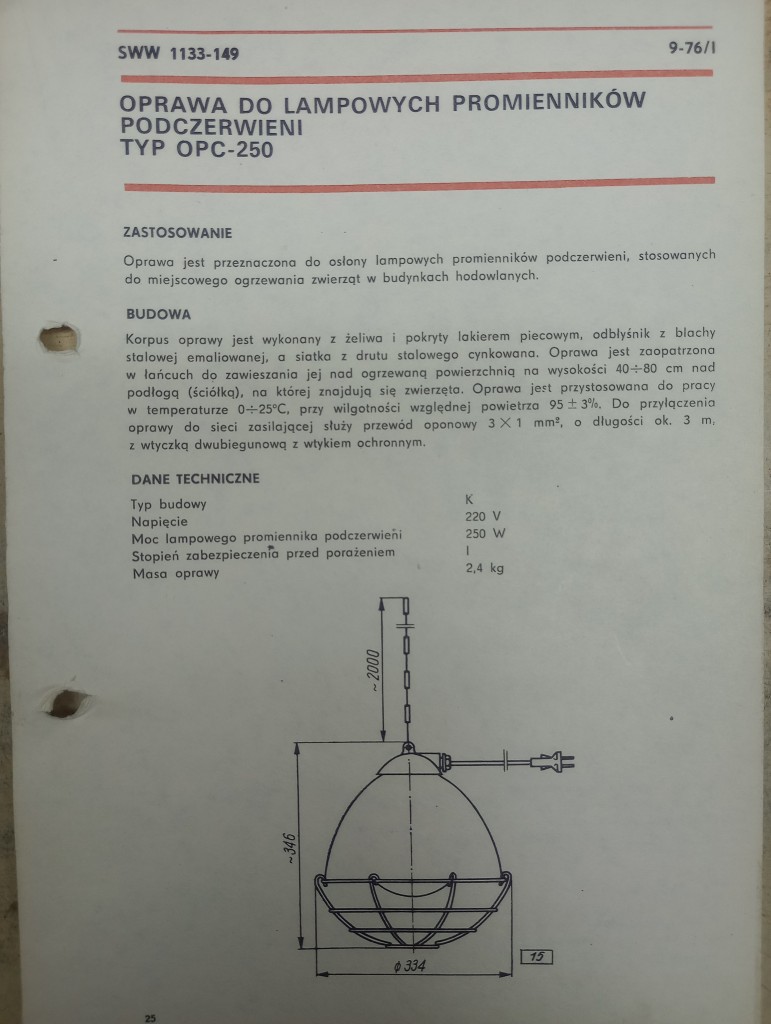 SWW 1133-149
9-76/I
OPRAWA DO LAMPOWYCH PROMIENNIKÓW
PODCZERWIENI
TYP OPC-250
ZASTOSOWANIE
Oprawa jest przeznaczona do osłony lampowych promienników podczerwieni, stosowanych
do miejscowego ogrzewania zwierząt w budynkach hodowlanych.
BUDOWA
Korpus oprawy jest wykonany z żeliwa i pokryty lakierem piecowym, odbłyśnik z blachy
stalowej emaliowanej, a siatka z drutu stalowego cynkowana. Oprawa jest zaopatrzona
w łańcuch do zawieszania jej nad ogrzewaną powierzchnią na wysokości 40÷80 cm nad
podłogą (ściółką), na której znajdują się zwierzęta. Oprawa jest przystosowana do pracy
w temperaturze 0÷25°C, przy wilgotności względnej powietrza 95 ± 3%. Do przyłączenia
oprawy do sieci zasilającej służy przewód oponowy 3 × 1 mm², o długości ok. 3 m,
z wtyczką dwubiegunową z wtykiem ochronnym.
DANE TECHNICZNE
Typ budowy K
Napięcie 220 V
Moc lampowego promiennika podczerwieni 250 W
Stopień zabezpieczenia przed porażeniem I
Masa oprawy 2,4 kg
~2000
~346
ϕ334
15
25